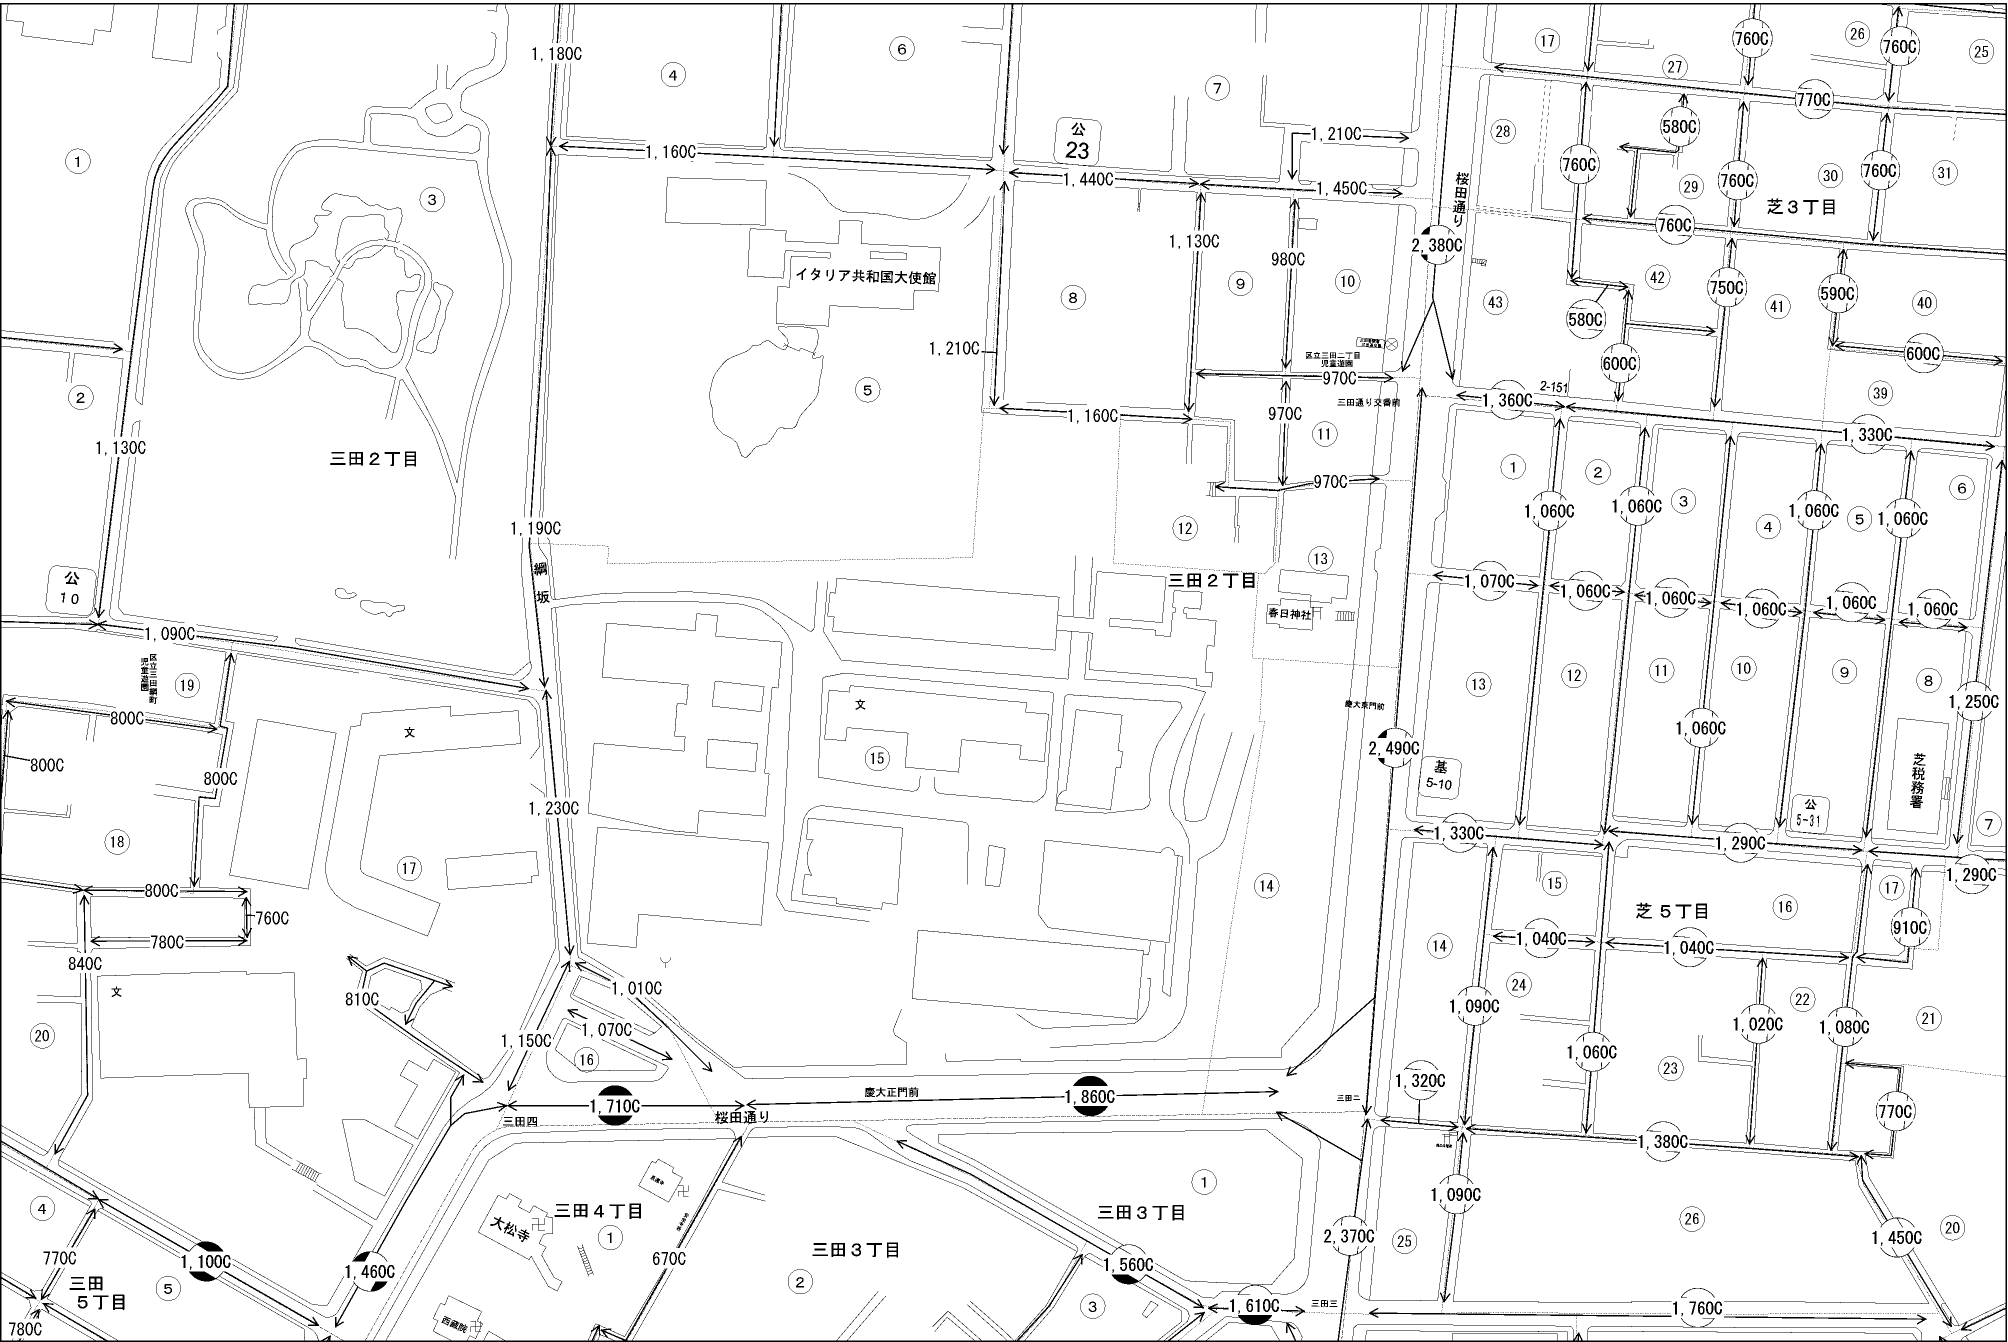 1,180C
④
⑥
⑦
⑰
760C
㉗
㉖
760C
㉕
770C
①
③
1,160C
公
23
1,440C
1,210C
1,450C
桜田通り
㉘
580C
760C
㉙
760C
㉚
760C
㉛
芝3丁目
760C
2,380C
1,130C
980C
イタリア共和国大使館
⑧
⑨
⑩
㊸
㊷
750C
㊶
590C
㊵
580C
1,210C
区立三田二丁目
児童遊園
600C
600C
②
⑤
970C
三田通り交番前
2-151
1,360C
㊴
1,160C
970C
⑪
1,330C
1,130C
三田2丁目
970C
①
②
③
④
⑤
⑥
1,060C
1,060C
1,060C
1,060C
1,190C
⑫
⑬
綱坂
公
10
三田2丁目
1,070C
1,060C
1,060C
1,060C
1,060C
1,060C
春日神社
1,090C
区立三田綱町
児童遊園
⑲
⑬
⑫
⑪
⑩
⑨
⑧
1,250C
800C
文
文
慶大東門前
1,060C
2,490C
800C
800C
⑮
基
5-10
芝税務署
1,230C
公
5-31
1,330C
1,290C
⑦
⑱
⑰
1,290C
800C
⑭
⑮
⑯
⑰
760C
芝5丁目
910C
780C
⑭
1,040C
1,040C
840C
文
810C
1,010C
㉔
㉒
㉑
1,090C
⑳
1,070C
1,020C
1,080C
1,150C
⑯
1,060C
㉓
1,320C
慶大正門前
1,860C
三田二
1,710C
桜田通り
三田四
770C
1,380C
①
1,090C
④
三田4丁目
三田3丁目
㉖
大松寺
①
⑳
770C
1,100C
1,460C
670C
三田3丁目
1,560C
2,370C
㉕
1,450C
三田
5丁目
⑤
②
③
1,610C
三田三
1,760C
780C
西蔵院